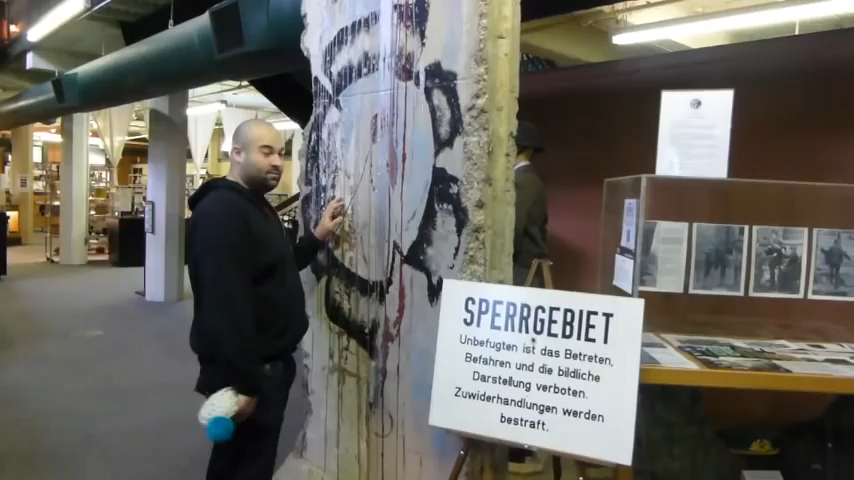 SPERRGEBIET
Unbefugten ist das Betreten,
Befahren und die bildliche
Darstellung verboten.
Zuwiderhandlungen werden
bestraft.